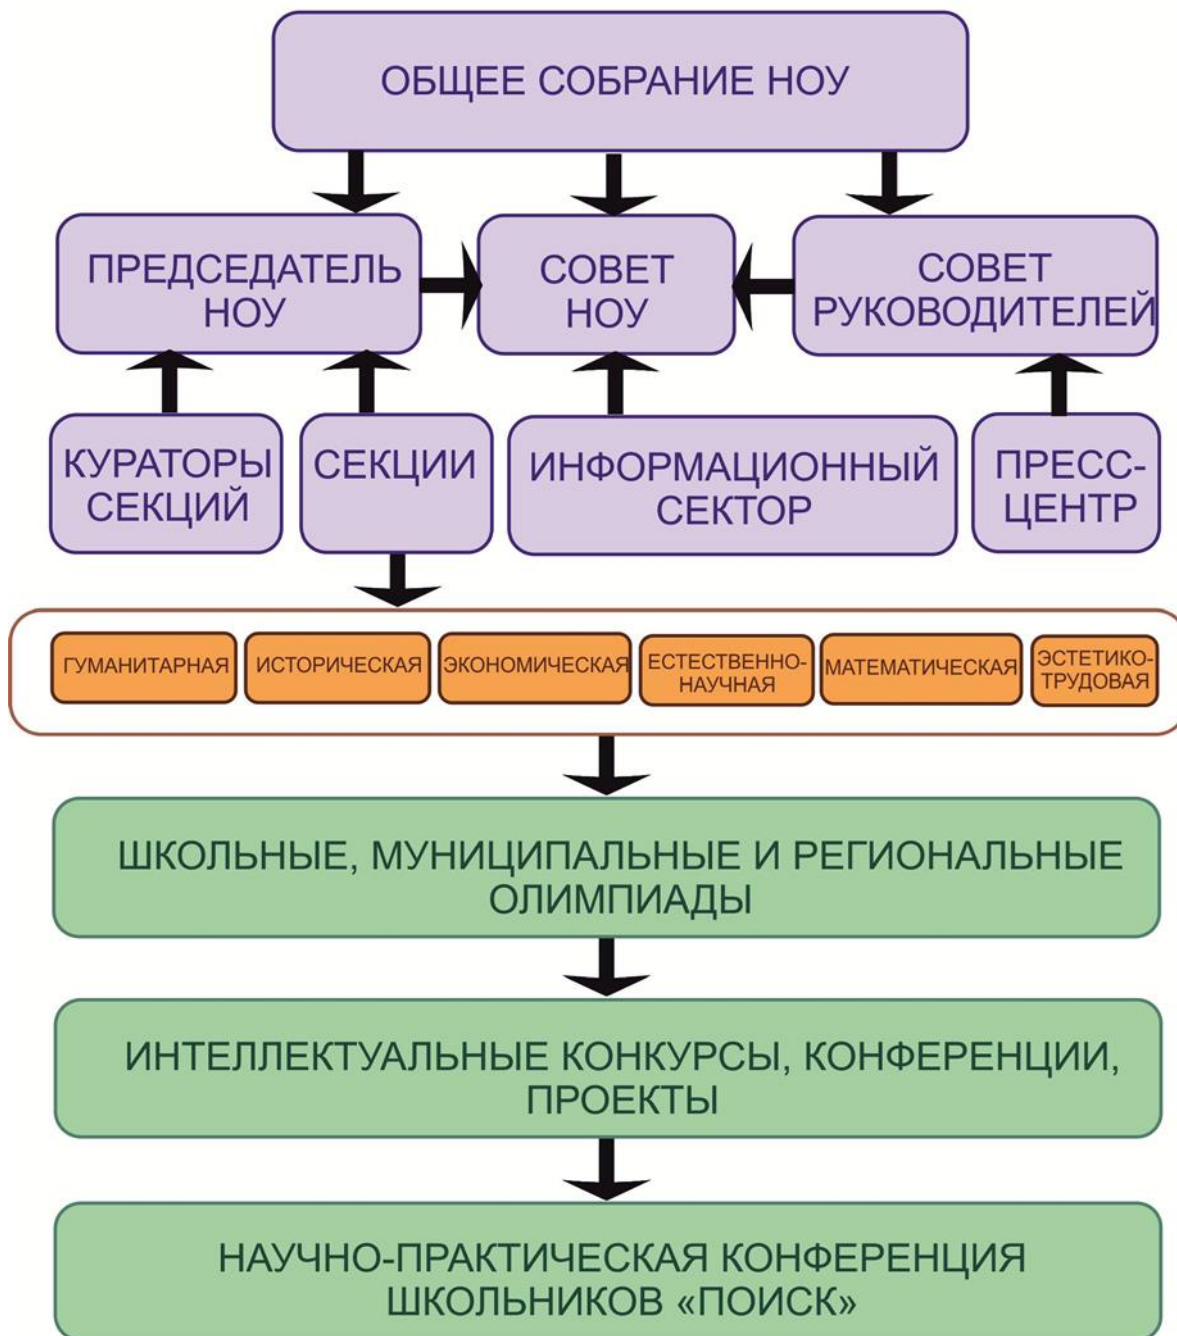 ОБЩЕЕ СОБРАНИЕ НОУ
ПРЕДСЕДАТЕЛЬ
НОУ
СОВЕТ
НОУ
СОВЕТ
РУКОВОДИТЕЛЕЙ
КУРАТОРЫ
СЕКЦИЙ
СЕКЦИИ
ИНФОРМАЦИОННЫЙ
СЕКТОР
ПРЕСС-
ЦЕНТР
ГУМАНИТАРНАЯ
ИСТОРИЧЕСКАЯ
ЭКОНОМИЧЕСКАЯ
ЕСТЕСТВЕННО-
НАУЧНАЯ
МАТЕМАТИЧЕСКАЯ
ЭСТЕТИКО-
ТРУДОВАЯ
ШКОЛЬНЫЕ, МУНИЦИПАЛЬНЫЕ И РЕГИОНАЛЬНЫЕ
ОЛИМПИАДЫ
ИНТЕЛЛЕКТУАЛЬНЫЕ КОНКУРСЫ, КОНФЕРЕНЦИИ,
ПРОЕКТЫ
НАУЧНО-ПРАКТИЧЕСКАЯ КОНФЕРЕНЦИЯ
ШКОЛЬНИКОВ «ПОИСК»